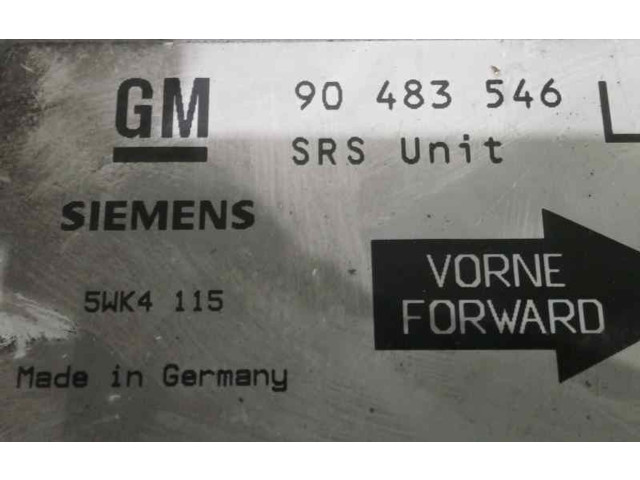 GM 90 483 546
SRS Unit
SIEMENS
VORNE
FORWARD
5WK4 115
Made in Germany